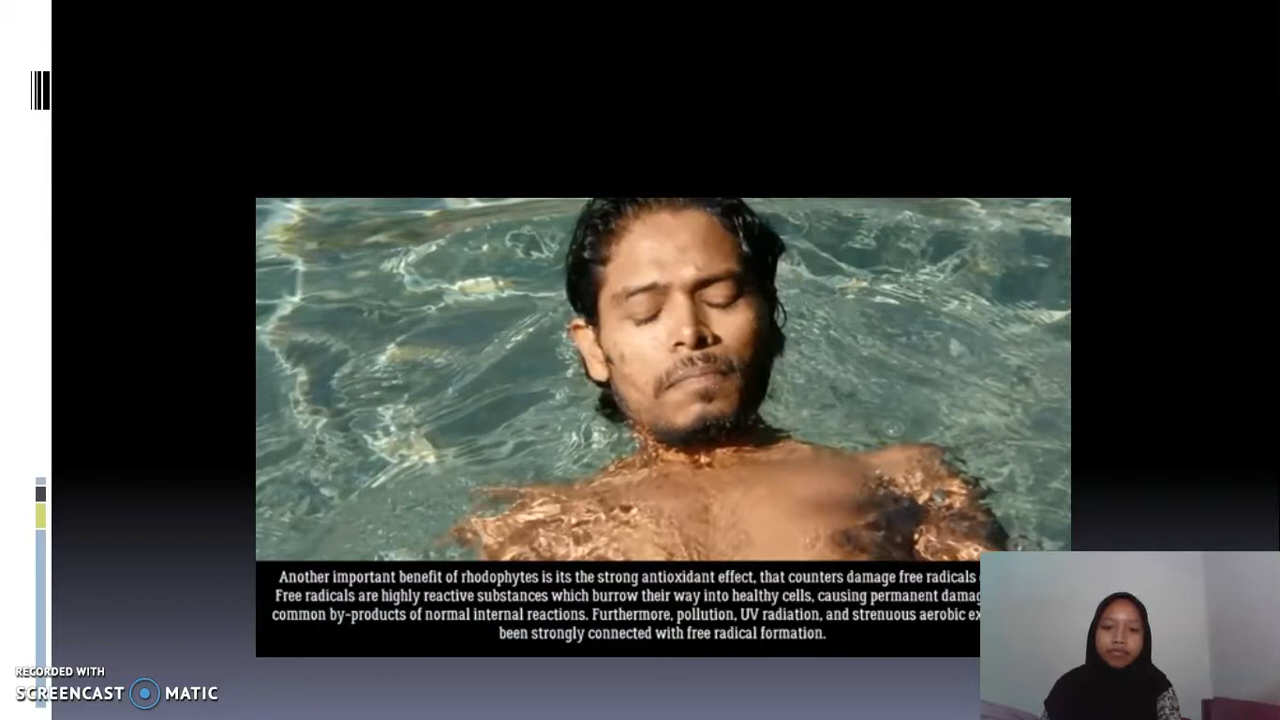 Another important benefit of rhodophytes is its the strong antioxidant effect, that counters damage free radicals
Free radicals are highly reactive substances which burrow their way into healthy cells, causing permanent
common by-products of normal internal reactions. Furthermore, pollution, UV radiation, and strenuous aerobic
been strongly connected with free radical formation.
RECORDED WITH
SCREENCAST MATIC